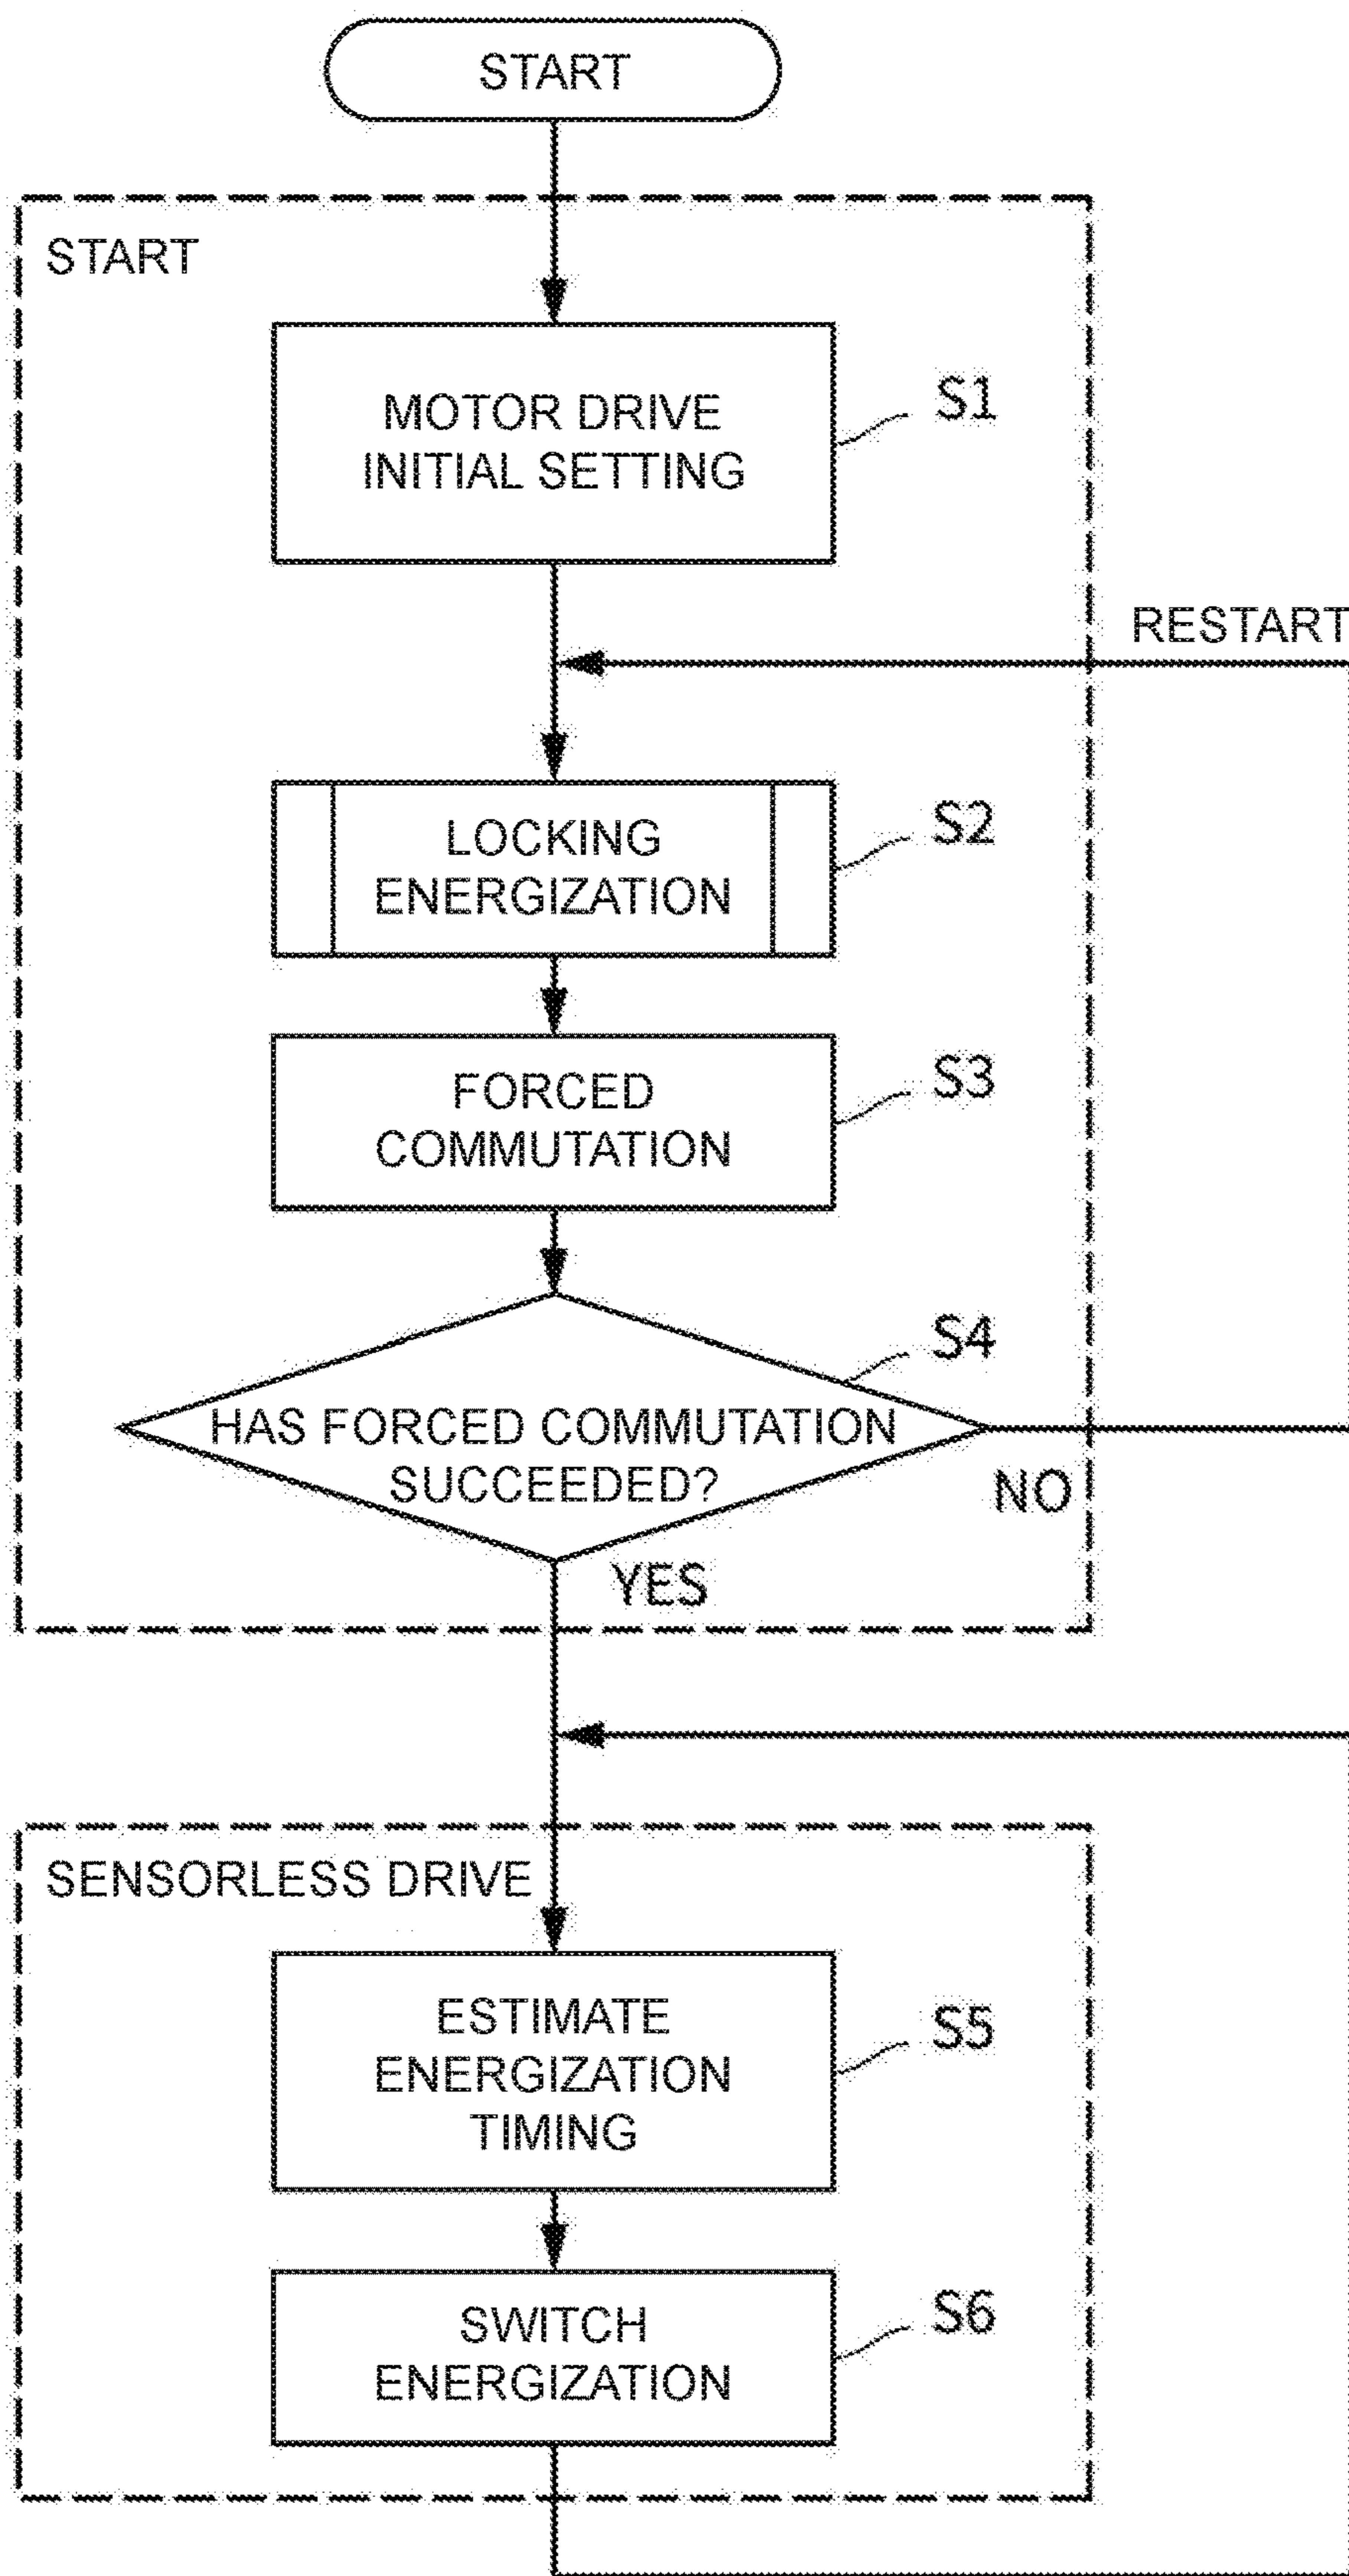 START
START
MOTOR DRIVE
INITIAL SETTING
S1
RESTART
LOCKING
ENERGIZATION
S2
FORCED
COMMUTATION
S3
S4
HAS FORCED COMMUTATION
SUCCEEDED?
NO
YES
SENSORLESS DRIVE
ESTIMATE
ENERGIZATION
TIMING
S5
SWITCH
ENERGIZATION
S6